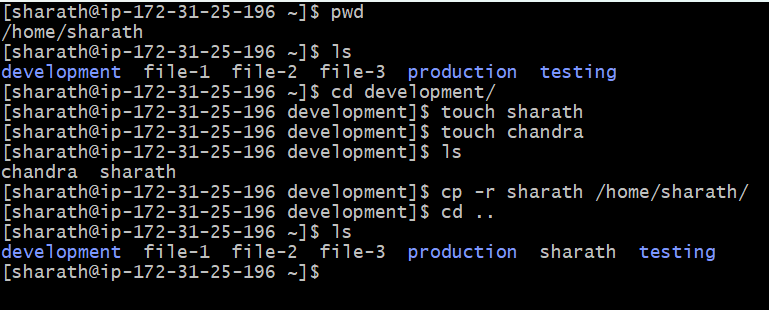 [sharath@ip-172-31-25-196 ~]$ pwd
/home/sharath
[sharath@ip-172-31-25-196 ~]$ ls
development  file-1  file-2  file-3  production  testing
[sharath@ip-172-31-25-196 ~]$ cd development/
[sharath@ip-172-31-25-196 development]$ touch sharath
[sharath@ip-172-31-25-196 development]$ touch chandra
[sharath@ip-172-31-25-196 development]$ ls
chandra  sharath
[sharath@ip-172-31-25-196 development]$ cp -r sharath /home/sharath/
[sharath@ip-172-31-25-196 development]$ cd ..
[sharath@ip-172-31-25-196 ~]$ ls
development  file-1  file-2  file-3  production  sharath  testing
[sharath@ip-172-31-25-196 ~]$